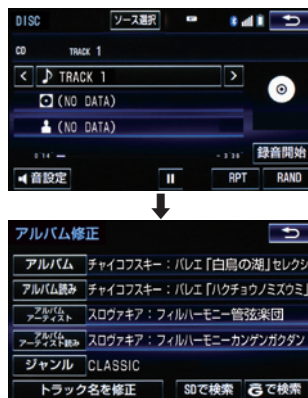 DISC ソース選択
CD TRACK 1
< ♪ TRACK 1 >
(NO DATA)
(NO DATA)
0'14" - 3'38" 録音開始
音設定 II RPT RAND
アルバム修正
アルバム チャイコフスキー：バレエ「白鳥の湖」セレクシ
アルバム読み チャイコフスキー：バレエ「ハクチョウノミズウミ」
アルバムアーティスト スロヴァキア：フィルハーモニー管弦楽団
アルバムアーティスト読み スロヴァキア：フィルハーモニーカンゲンガクダン
ジャンル CLASSIC
トラック名を修正 SDで検索 Gで検索